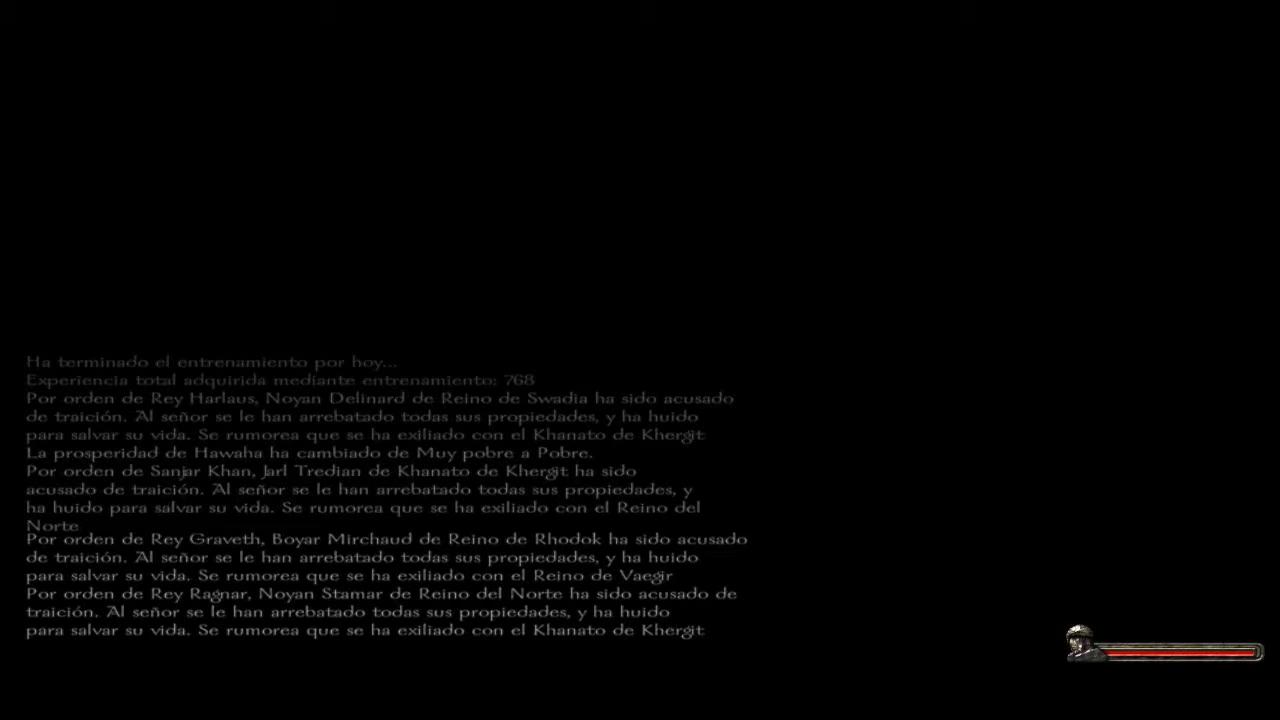 Ha terminado el entrenamiento por hoy...
Experiencia total adquirida mediante entrenamiento: 768
Por orden de Rey Harlaus, Noyan Delinard de Reino de Swadia ha sido acusado
de traición. Al señor se le han arrebatado todas sus propiedades, y ha huido
para salvar su vida. Se rumorea que se ha exiliado con el Khanato de Khergit
La prosperidad de Hawaha ha cambiado de Muy pobre a Pobre.
Por orden de Sanjar Khan, Jarl Tredian de Khanato de Khergit ha sido
acusado de traición. Al señor se le han arrebatado todas sus propiedades, y
ha huido para salvar su vida. Se rumorea que se ha exiliado con el Reino del
Norte
Por orden de Rey Graveth, Boyar Mirchaud de Reino de Rhodok ha sido acusado
de traición. Al señor se le han arrebatado todas sus propiedades, y ha huido
para salvar su vida. Se rumorea que se ha exiliado con el Reino de Vaegir
Por orden de Rey Ragnar, Noyan Stamar de Reino del Norte ha sido acusado de
traición. Al señor se le han arrebatado todas sus propiedades, y ha huido
para salvar su vida. Se rumorea que se ha exiliado con el Khanato de Khergit